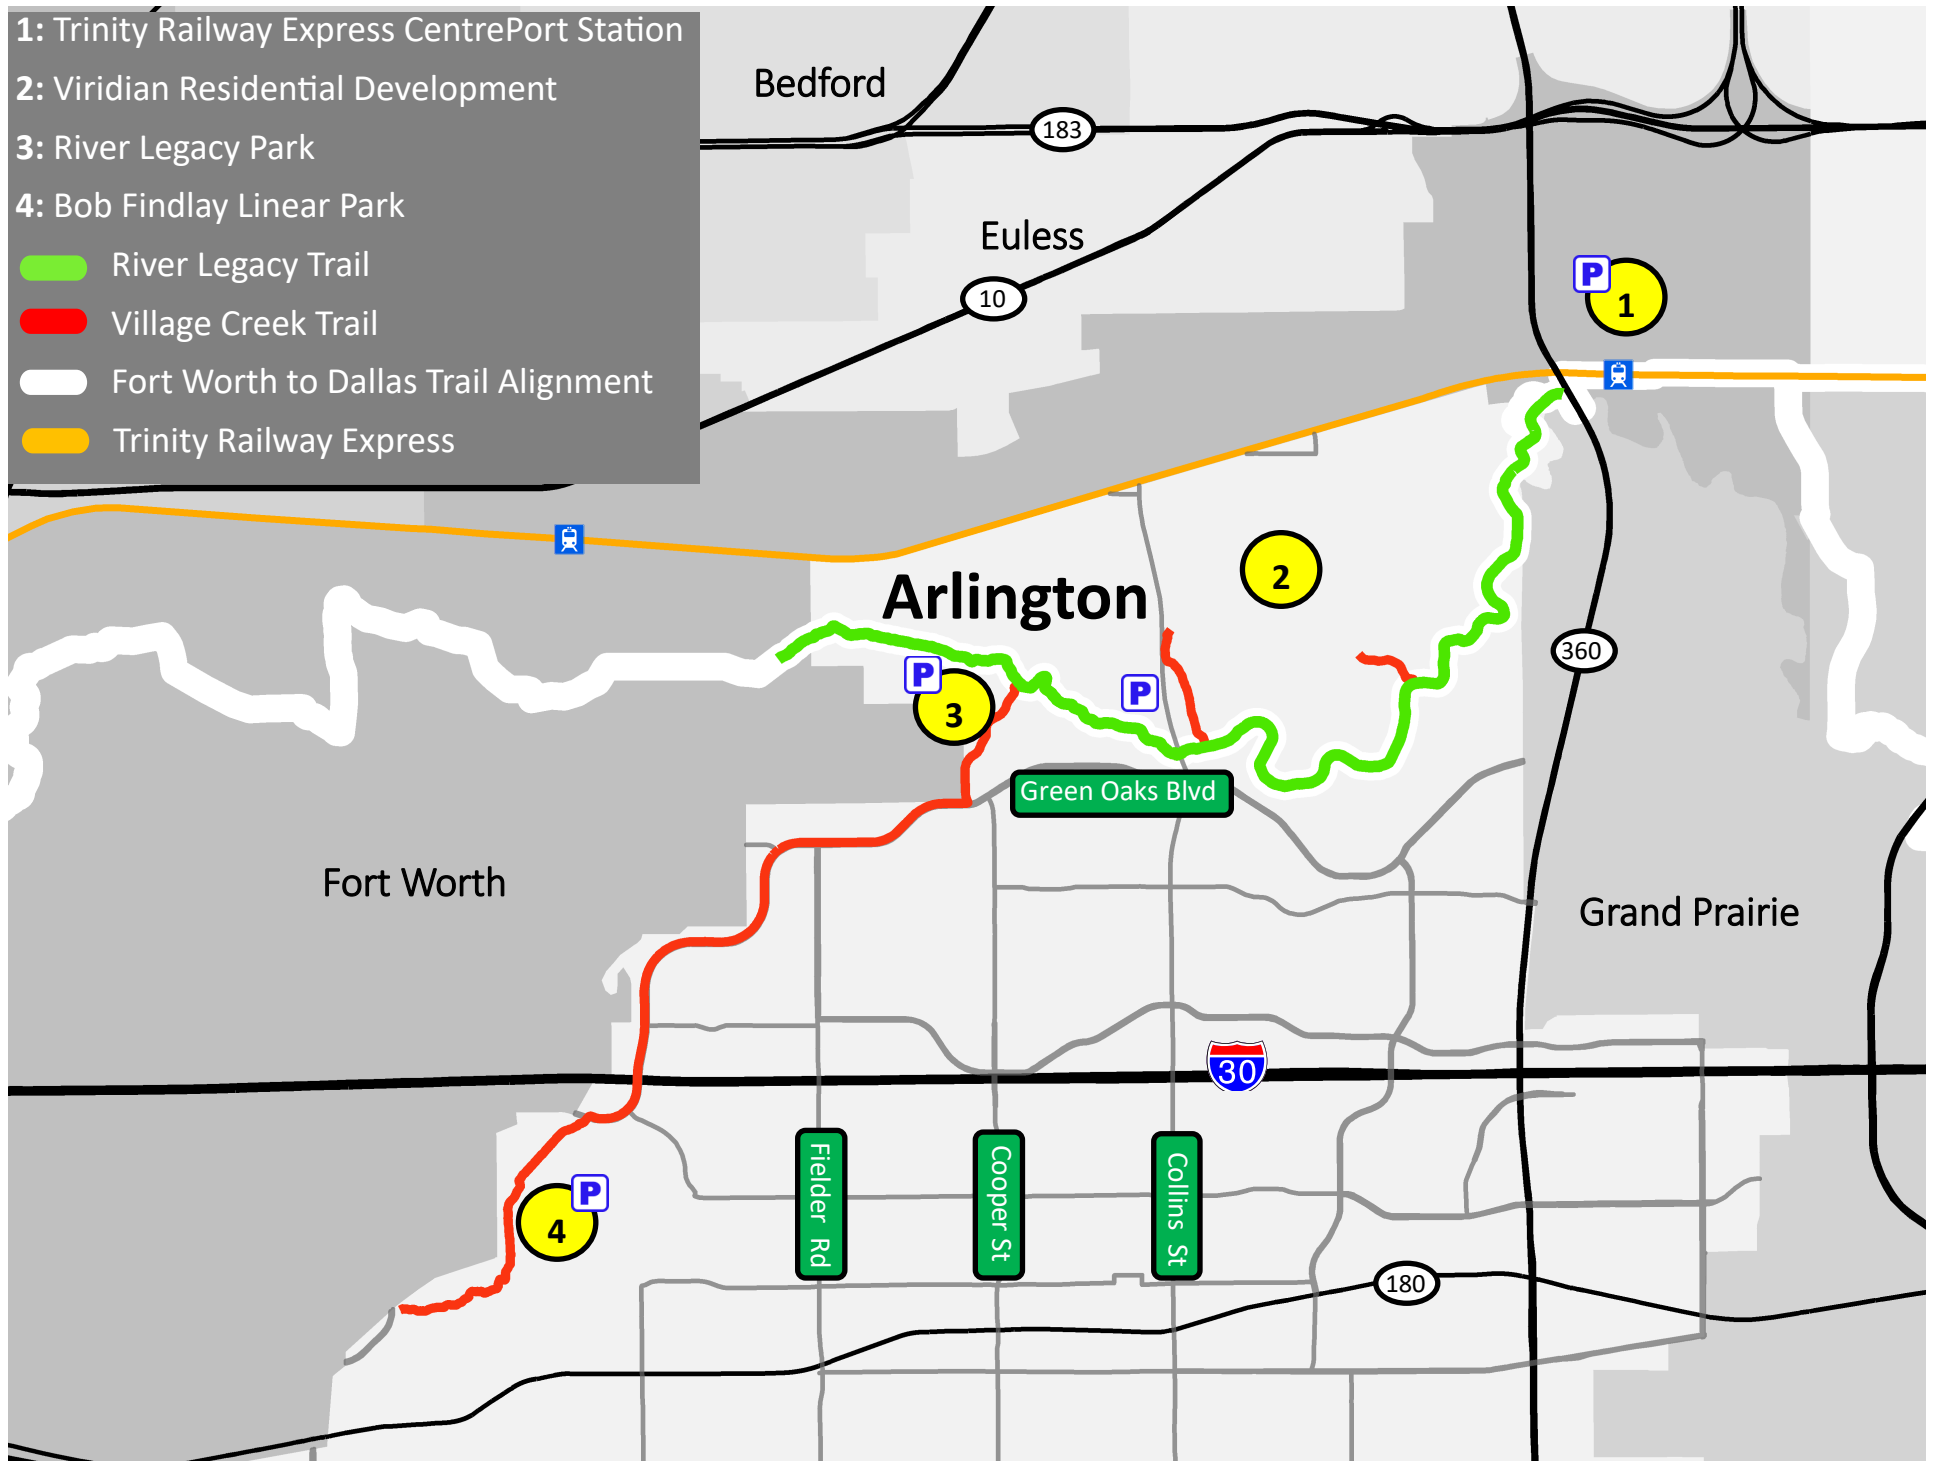 1: Trinity Railway Express CentrePort Station
2: Viridian Residential Development
3: River Legacy Park
4: Bob Findlay Linear Park
River Legacy Trail
Village Creek Trail
Fort Worth to Dallas Trail Alignment
Trinity Railway Express
Bedford
183
Euless
10
P
1
2
Arlington
P
3
P
360
Green Oaks Blvd
Fort Worth
Grand Prairie
30
Fielder Rd
Cooper St
Collins St
P
4
180